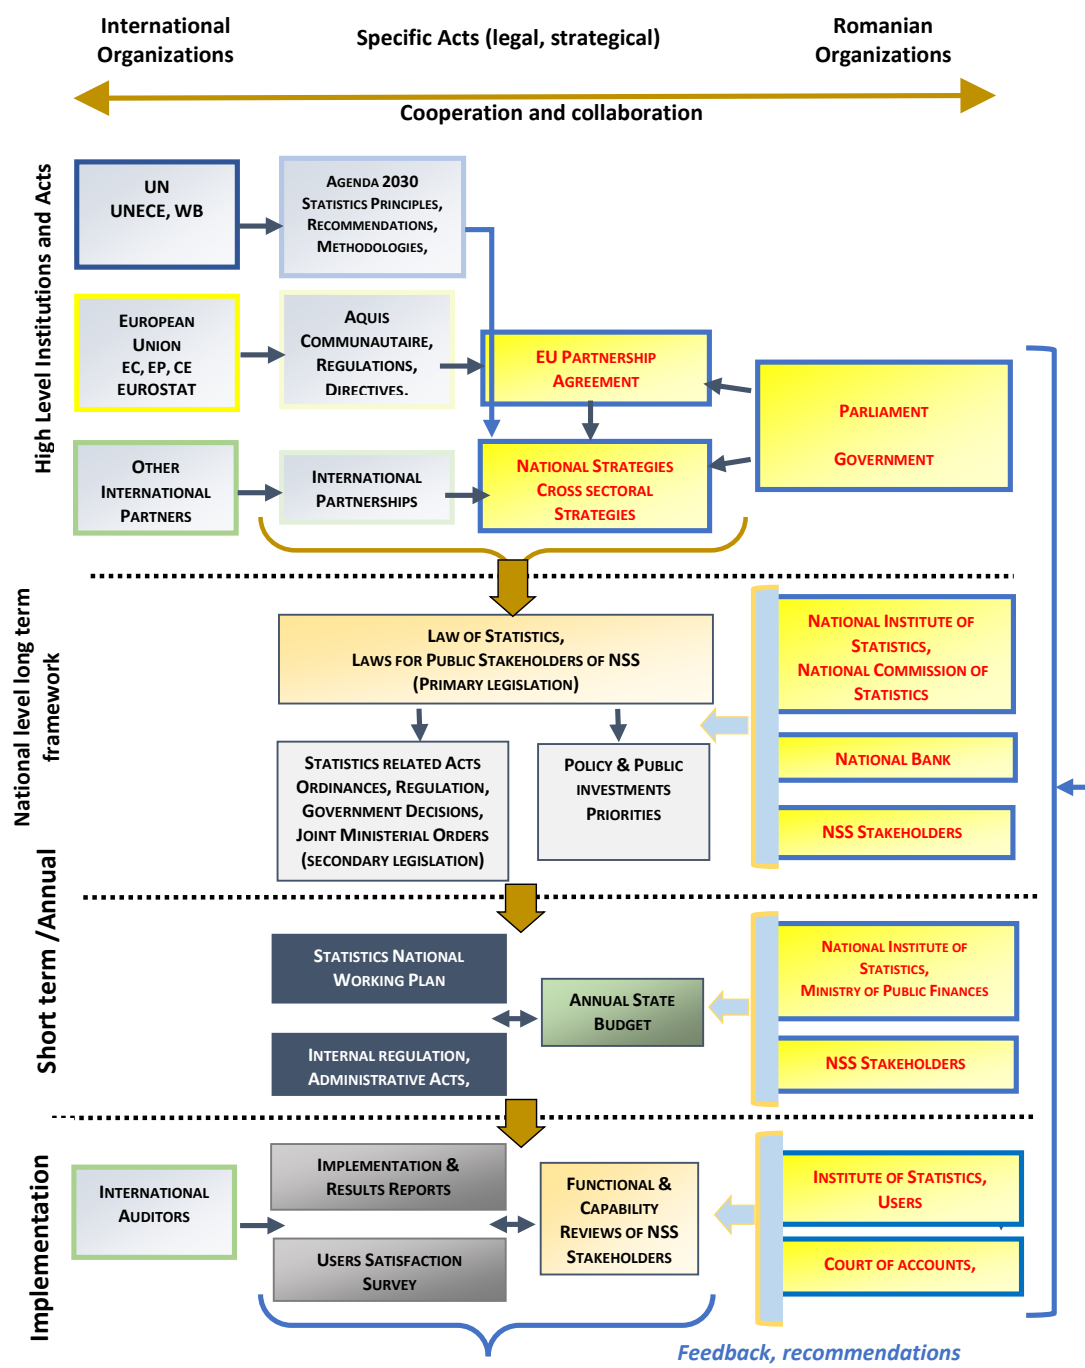 International
Organizations
Specific Acts (legal, strategical)
Romanian
Organizations
Cooperation and collaboration
High Level Institutions and Acts
UN
UNECE, WB
AGENDA 2030
STATISTICS PRINCIPLES,
RECOMMENDATIONS,
METHODOLOGIES,
EUROPEAN
UNION
EC, EP, CE
EUROSTAT
AQUIS
COMMUNAUTAIRE,
REGULATIONS,
DIRECTIVES.
EU PARTNERSHIP
AGREEMENT
PARLIAMENT
GOVERNMENT
OTHER
INTERNATIONAL
PARTNERS
INTERNATIONAL
PARTNERSHIPS
NATIONAL STRATEGIES
CROSS SECTORAL
STRATEGIES
National level long term
framework
LAW OF STATISTICS,
LAWS FOR PUBLIC STAKEHOLDERS OF NSS
(PRIMARY LEGISLATION)
NATIONAL INSTITUTE OF
STATISTICS,
NATIONAL COMMISSION OF
STATISTICS
STATISTICS RELATED ACTS
ORDINANCES, REGULATION,
GOVERNMENT DECISIONS,
JOINT MINISTERIAL ORDERS
(SECONDARY LEGISLATION)
POLICY & PUBLIC
INVESTMENTS
PRIORITIES
NATIONAL BANK
NSS STAKEHOLDERS
Short term /Annual
STATISTICS NATIONAL
WORKING PLAN
INTERNAL REGULATION,
ADMINISTRATIVE ACTS,
ANNUAL STATE
BUDGET
NATIONAL INSTITUTE OF
STATISTICS,
MINISTRY OF PUBLIC FINANCES
NSS STAKEHOLDERS
Implementation
INTERNATIONAL
AUDITORS
IMPLEMENTATION &
RESULTS REPORTS
USERS SATISFACTION
SURVEY
FUNCTIONAL &
CAPABILITY
REVIEWS OF NSS
STAKEHOLDERS
INSTITUTE OF STATISTICS,
USERS
COURT OF ACCOUNTS,
Feedback, recommendations